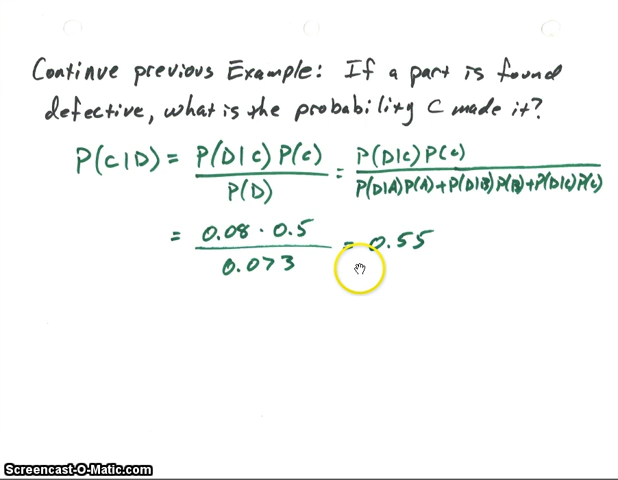 Continue previous Example: If a part is found
defective, what is the probability C made it?
P(C|D) = P(D|C) P(C) / P(D) = P(D|C) P(C) / P(D|A)P(A)+P(D|B)P(B)+P(D|C)P(C)
= 0.08 · 0.5 / 0.073 = 0.55
Screencast-O-Matic.com